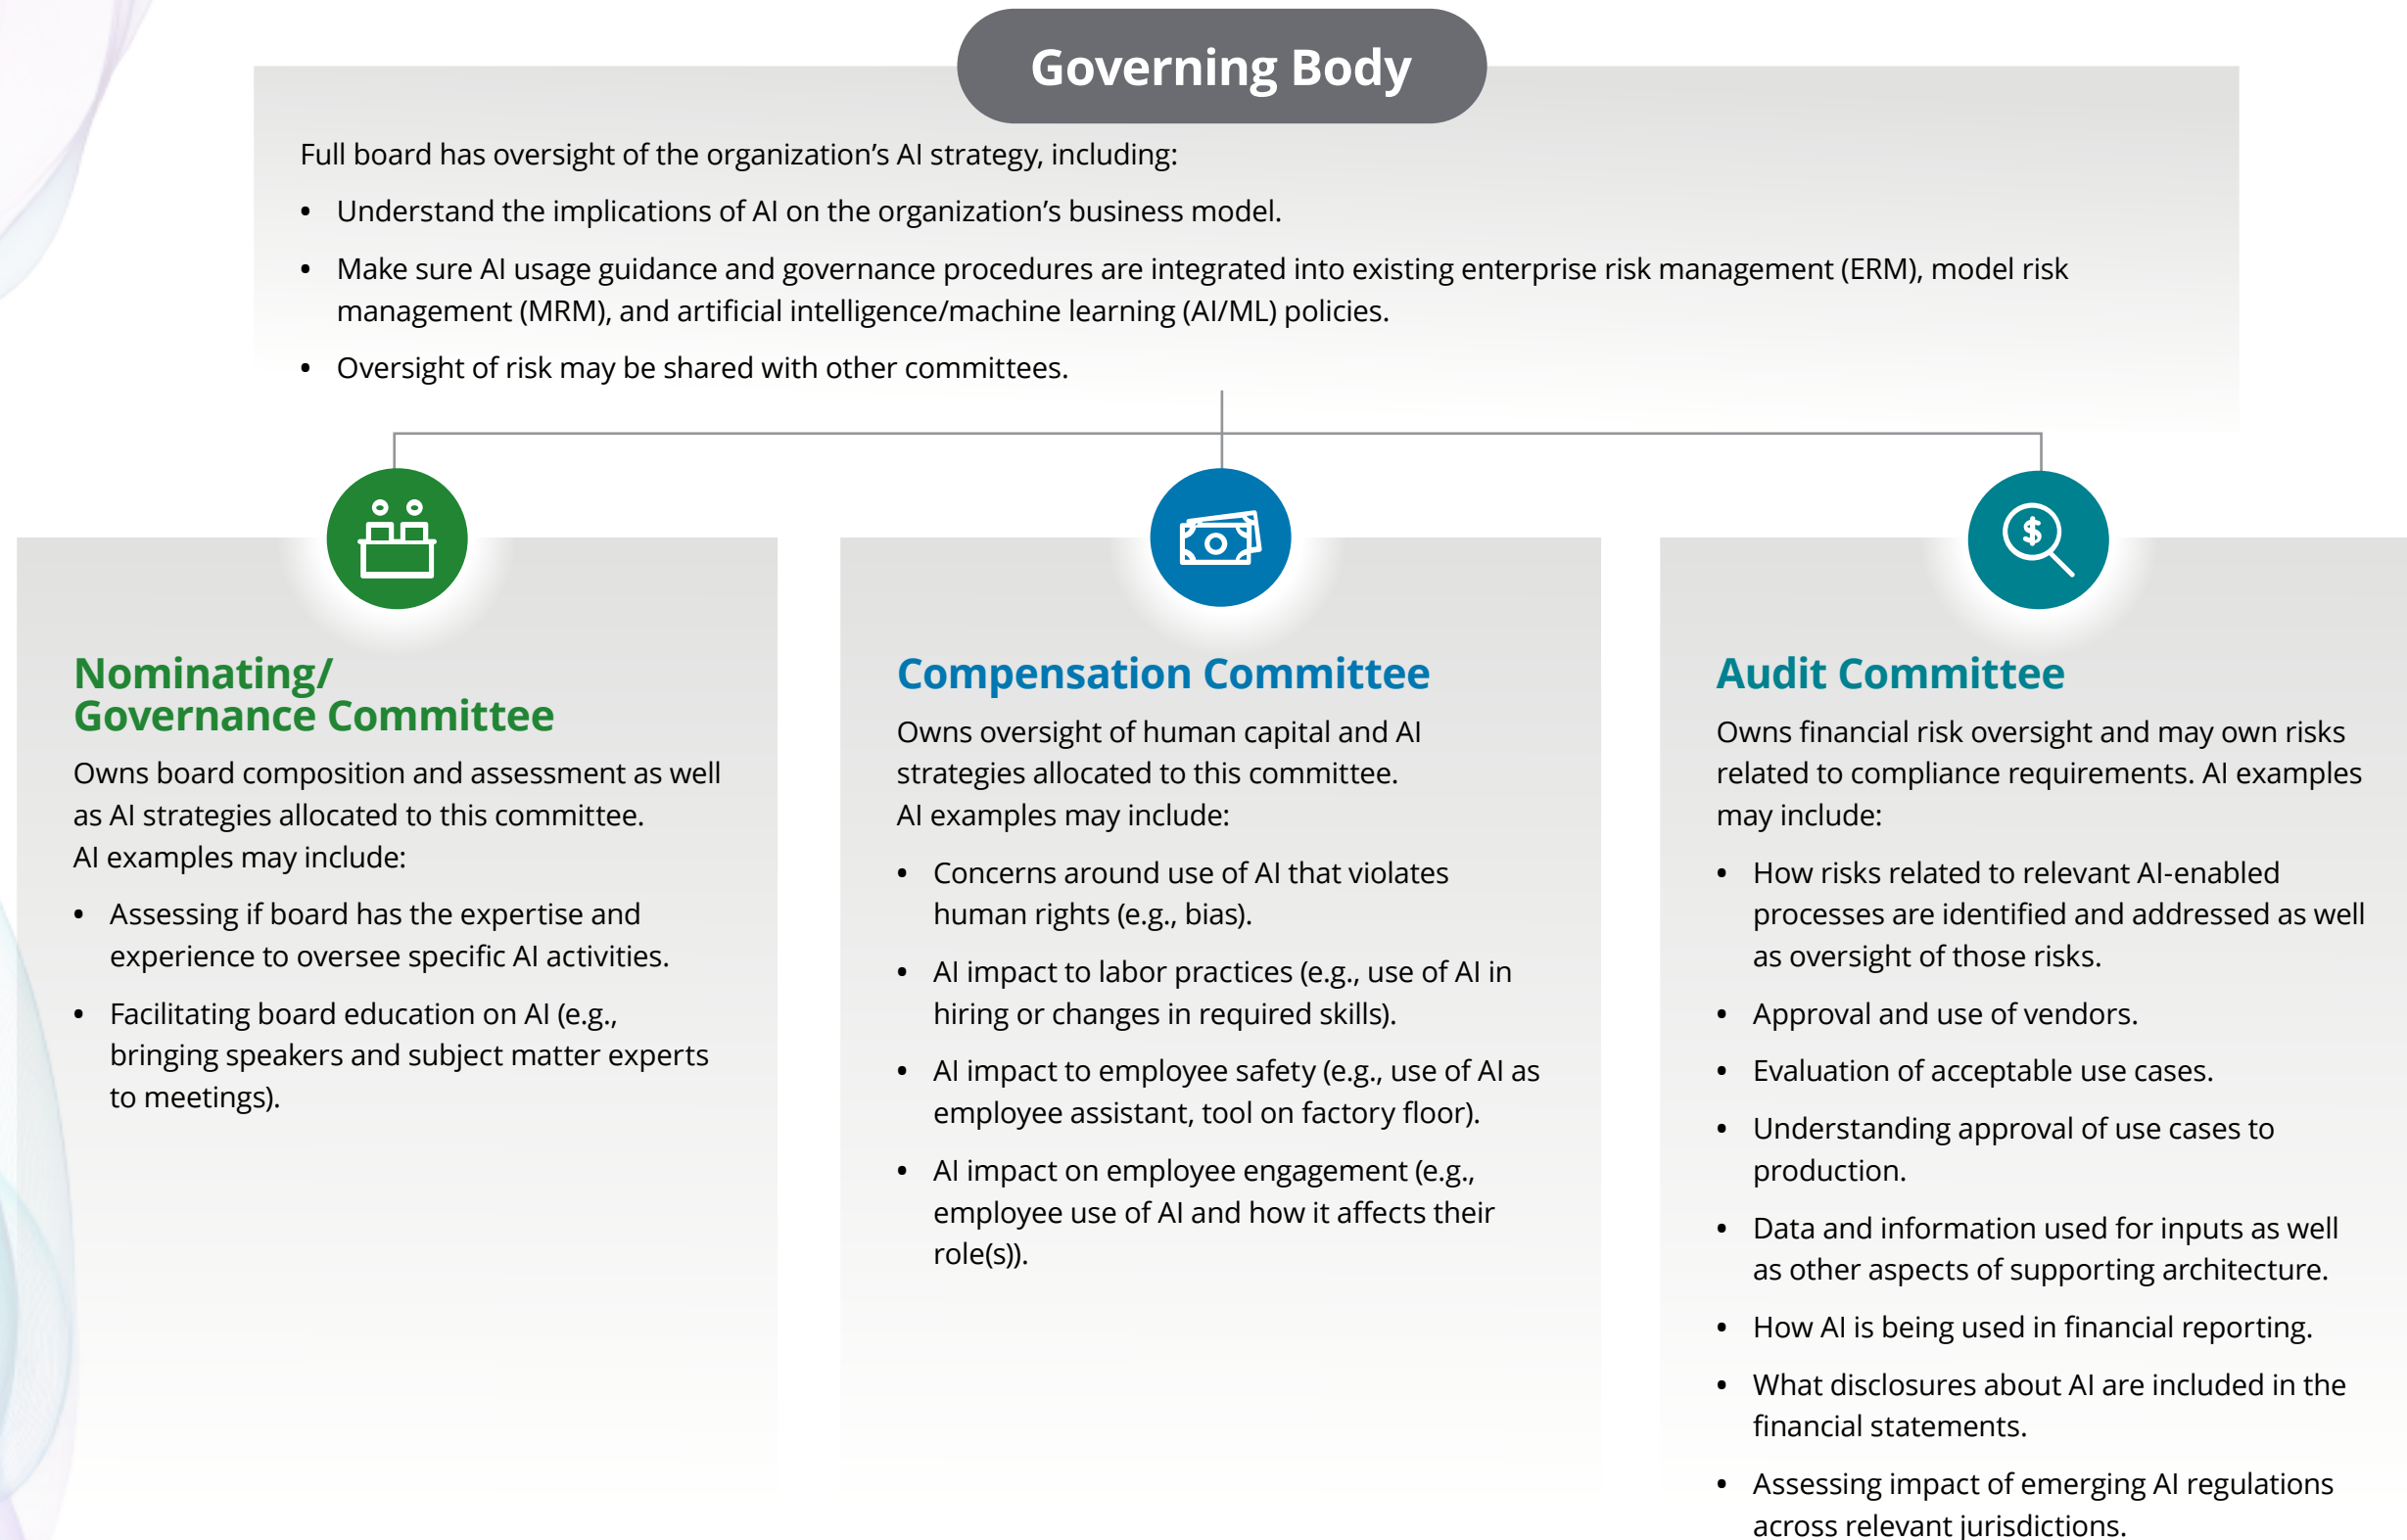 Governing Body
Full board has oversight of the organization’s AI strategy, including:
• Understand the implications of AI on the organization’s business model.
• Make sure AI usage guidance and governance procedures are integrated into existing enterprise risk management (ERM), model risk
management (MRM), and artificial intelligence/machine learning (AI/ML) policies.
• Oversight of risk may be shared with other committees.
Nominating/
Governance Committee
Owns board composition and assessment as well
as AI strategies allocated to this committee.
AI examples may include:
• Assessing if board has the expertise and
experience to oversee specific AI activities.
• Facilitating board education on AI (e.g.,
bringing speakers and subject matter experts
to meetings).
Compensation Committee
Owns oversight of human capital and AI
strategies allocated to this committee.
AI examples may include:
• Concerns around use of AI that violates
human rights (e.g., bias).
• AI impact to labor practices (e.g., use of AI in
hiring or changes in required skills).
• AI impact to employee safety (e.g., use of AI as
employee assistant, tool on factory floor).
• AI impact on employee engagement (e.g.,
employee use of AI and how it affects their
role(s)).
$
Audit Committee
Owns financial risk oversight and may own risks
related to compliance requirements. AI examples
may include:
• How risks related to relevant AI-enabled
processes are identified and addressed as well
as oversight of those risks.
• Approval and use of vendors.
• Evaluation of acceptable use cases.
• Understanding approval of use cases to
production.
• Data and information used for inputs as well
as other aspects of supporting architecture.
• How AI is being used in financial reporting.
• What disclosures about AI are included in the
financial statements.
• Assessing impact of emerging AI regulations
across relevant jurisdictions.